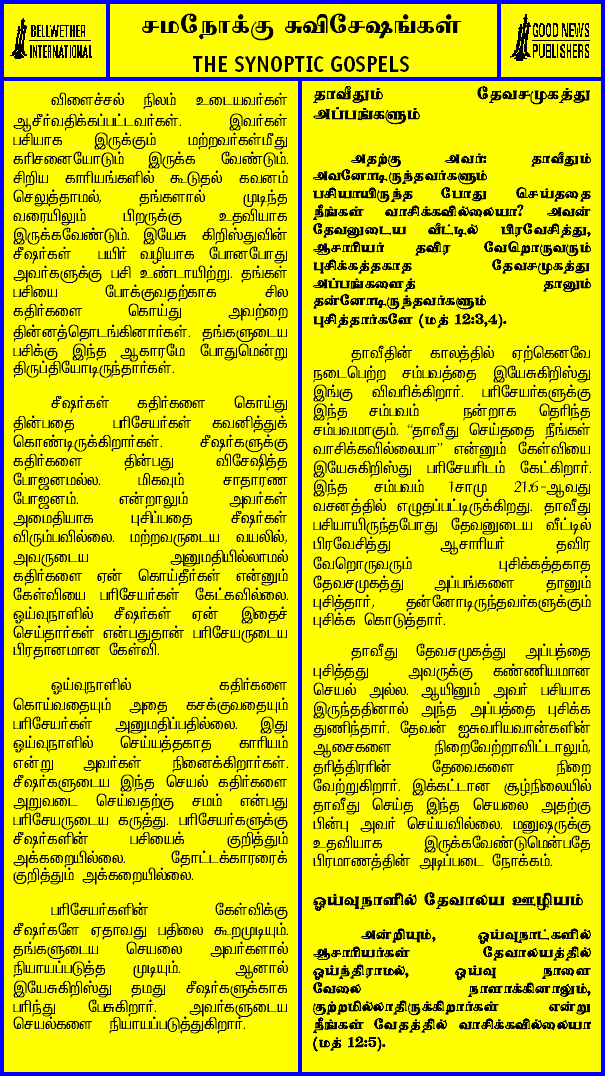 BELLWETHER
INTERNATIONAL
சமநோக்கு சுவிசேஷங்கள்
THE SYNOPTIC GOSPELS
GOOD NEWS
PUBLISHERS
விளைச்சல் நிலம் உடையவர்கள்
ஆசீர்வதிக்கப்பட்டவர்கள். இவர்கள்
பசியாக இருக்கும் மற்றவர்கள்மீது
கரிசனையோடும் இருக்க வேண்டும்.
சிறிய காரியங்களில் கூடுதல் கவனம்
செலுத்தாமல், தங்களால் முடிந்த
வரையிலும் பிறருக்கு உதவியாக
இருக்கவேண்டும். இயேசு கிறிஸ்துவின்
சீஷர்கள் பயிர் வழியாக போனபோது
அவர்களுக்கு பசி உண்டாயிற்று. தங்கள்
பசியை போக்குவதற்காக சில
கதிர்களை கொய்து அவற்றை
தின்னத்தொடங்கினார்கள். தங்களுடைய
பசிக்கு இந்த ஆகாரமே போதுமென்று
திருப்தியோடிருந்தார்கள்.
சீஷர்கள் கதிர்களை கொய்து
தின்பதை பரிசேயர்கள் கவனித்துக்
கொண்டிருக்கிறார்கள். சீஷர்களுக்கு
கதிர்களை தின்பது விசேஷித்த
போஜனமல்ல. மிகவும் சாதாரண
போஜனம். என்றாலும் அவர்கள்
அமைதியாக புசிப்பதை சீஷர்கள்
விரும்பவில்லை. மற்றவருடைய வயலில்,
அவருடைய அனுமதியில்லாமல்
கதிர்களை ஏன் கொய்தீர்கள் என்னும்
கேள்வியை பரிசேயர்கள் கேட்கவில்லை.
ஓய்வுநாளில் சீஷர்கள் ஏன் இதைச்
செய்தார்கள் என்பதுதான் பரிசேயருடைய
பிரதானமான கேள்வி.
ஓய்வுநாளில் கதிர்களை
கொய்வதையும் அதை கசக்குவதையும்
பரிசேயர்கள் அனுமதிப்பதில்லை. இது
ஓய்வுநாளில் செய்யத்தகாத காரியம்
என்று அவர்கள் நினைக்கிறார்கள்.
சீஷர்களுடைய இந்த செயல் கதிர்களை
அறுவடை செய்வதற்கு சமம் என்பது
பரிசேயருடைய கருத்து. பரிசேயர்களுக்கு
சீஷர்களின் பசியைக் குறித்தும்
அக்கறையில்லை. தோட்டக்காரரைக்
குறித்தும் அக்கறையில்லை.
பரிசேயர்களின் கேள்விக்கு
சீஷர்களே ஏதாவது பதிலை கூறமுடியும்.
தங்களுடைய செயலை அவர்களால்
நியாயப்படுத்த முடியும். ஆனால்
இயேசுகிறிஸ்து தமது சீஷர்களுக்காக
பரிந்து பேசுகிறார். அவர்களுடைய
செயல்களை நியாயப்படுத்துகிறார்.
தாவீதும் தேவசமுகத்து
அப்பங்களும்
அதற்கு அவர்: தாவீதும்
அவனோடிருந்தவர்களும்
பசியாயிருந்த போது செய்ததை
நீங்கள் வாசிக்கவில்லையா? அவன்
தேவனுடைய வீட்டில் பிரவேசித்து,
ஆசாரியர் தவிர வேறொருவரும்
புசிக்கத்தகாத தேவசமுகத்து
அப்பங்களைத் தானும்
தன்னோடிருந்தவர்களும்
புசித்தார்களே (மத் 12:3,4).
தாவீதின் காலத்தில் ஏற்கெனவே
நடைபெற்ற சம்பவத்தை இயேசுகிறிஸ்து
இங்கு விவரிக்கிறார். பரிசேயர்களுக்கு
இந்த சம்பவம் நன்றாக தெரிந்த
சம்பவமாகும். “தாவீது செய்ததை நீங்கள்
வாசிக்கவில்லையா” என்னும் கேள்வியை
இயேசுகிறிஸ்து பரிசேயரிடம் கேட்கிறார்.
இந்த சம்பவம் 1சாமு 21:6-ஆவது
வசனத்தில் எழுதப்பட்டிருக்கிறது. தாவீது
பசியாயிருந்தபோது தேவனுடைய வீட்டில்
பிரவேசித்து ஆசாரியர் தவிர
வேறொருவரும் புசிக்கத்தகாத
தேவசமுகத்து அப்பங்களை தானும்
புசித்தார், தன்னோடிருந்தவர்களுக்கும்
புசிக்க கொடுத்தார்.
தாவீது தேவசமுகத்து அப்பத்தை
புசித்தது அவருக்கு கண்ணியமான
செயல் அல்ல. ஆயினும் அவர் பசியாக
இருந்ததினால் அந்த அப்பத்தை புசிக்க
துணிந்தார். தேவன் ஐசுவரியவான்களின்
ஆசைகளை நிறைவேற்றாவிட்டாலும்,
தரித்திரரின் தேவைகளை நிறை
வேற்றுகிறார். இக்கட்டான சூழ்நிலையில்
தாவீது செய்த இந்த செயலை அதற்கு
பின்பு அவர் செய்யவில்லை. மனுஷருக்கு
உதவியாக இருக்கவேண்டுமென்பதே
பிரமாணத்தின் அடிப்படை நோக்கம்.
ஓய்வுநாளில் தேவாலய ஊழியம்
அன்றியும், ஓய்வுநாட்களில்
ஆசாரியர்கள் தேவாலயத்தில்
ஓய்ந்திராமல், ஓய்வு நாளை
வேலை நாளாக்கினாலும்,
குற்றமில்லாதிருக்கிறார்கள் என்று
நீங்கள் வேதத்தில் வாசிக்கவில்லையா
(மத் 12:5).